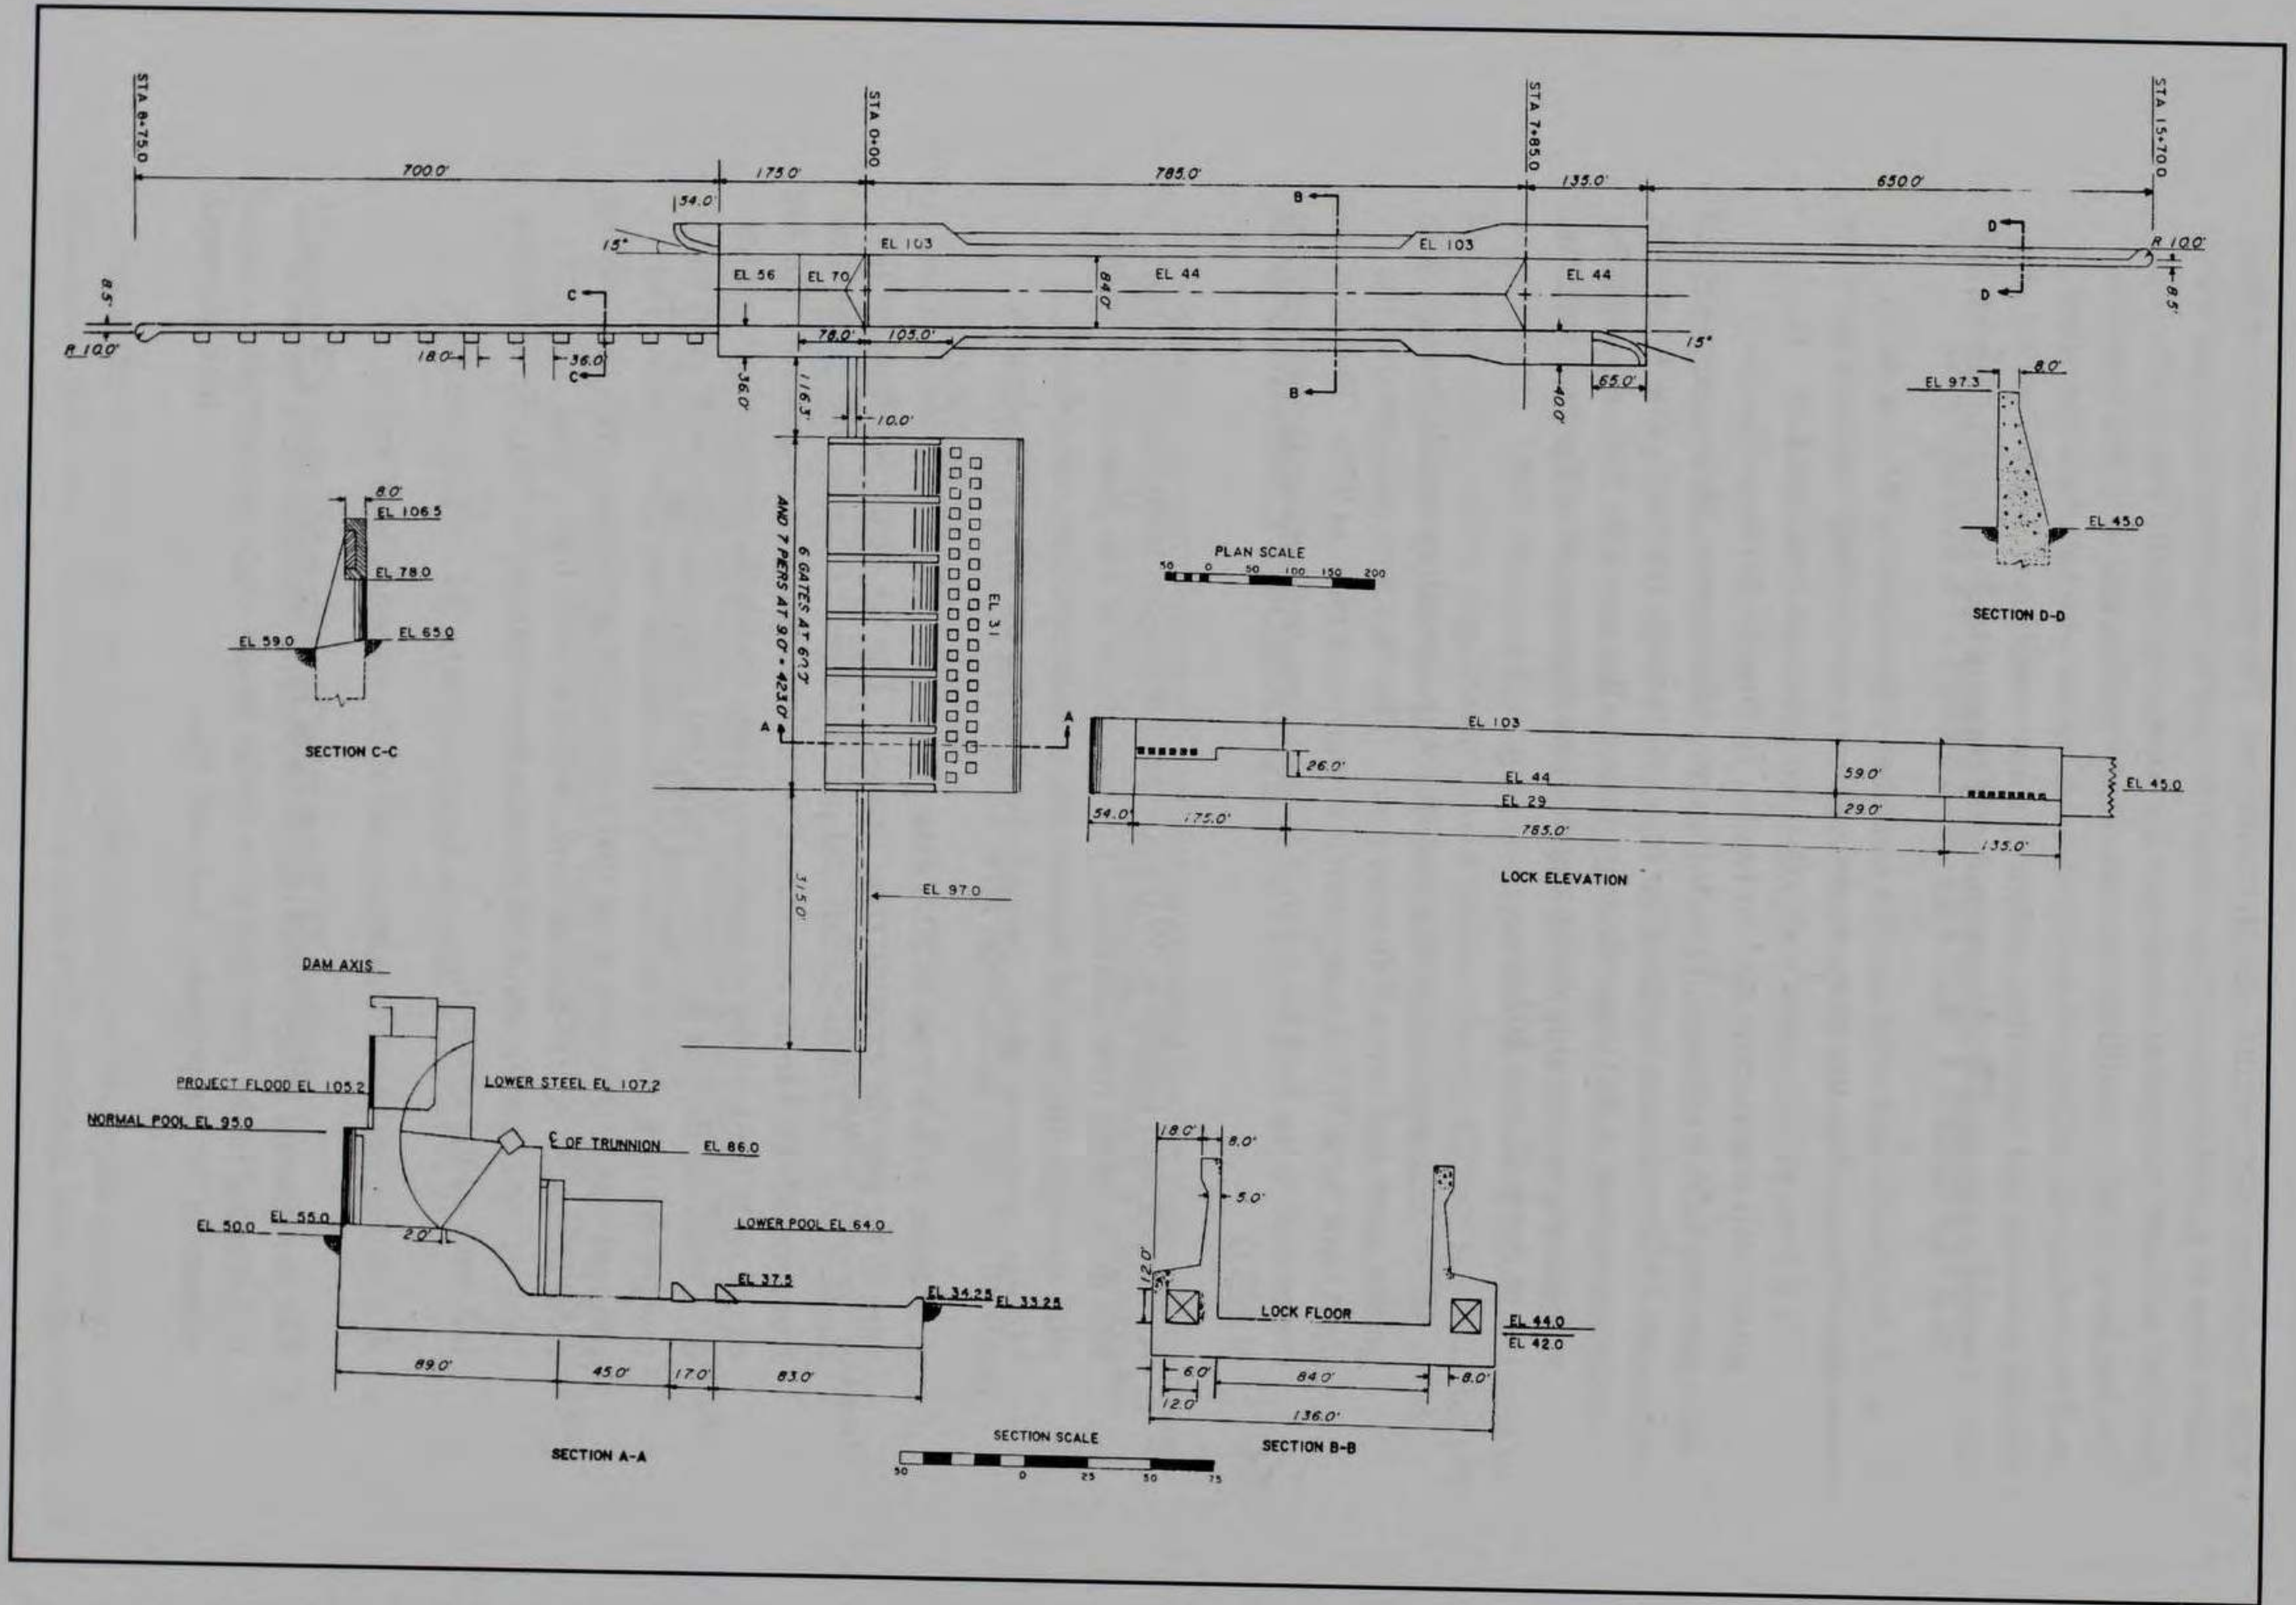 STA 8+75.0
STA 0+00
STA 7+85.0
STA 15+70.0
700.0'
175.0'
785.0'
135.0'
650.0'
54.0'
15°
EL 103
EL 103
B
D
R 10.0'
EL 56
EL 70
84.0'
EL 44
EL 44
8.5'
C
D
8.5'
R 10.0'
78.0'
105.0'
15°
18.0'
36.0'
C
36.0'
116.3'
B
40.0'
65.0'
10.0'
8.0'
EL 97.3
EL 45.0
SECTION D-D
8.0'
EL 106.5
EL 78.0
EL 59.0
EL 65.0
SECTION C-C
6 GATES AT 60.0'
AND 7 PIERS AT 9.0' = 423.0'
EL 31
A
A
PLAN SCALE
50 0 50 100 150 200
EL 103
26.0'
EL 44
59.0'
EL 45.0
EL 29
29.0'
54.0'
175.0'
785.0'
135.0'
LOCK ELEVATION
315.0'
EL 97.0
DAM AXIS
PROJECT FLOOD EL 105.2
LOWER STEEL EL 107.2
NORMAL POOL EL 95.0
℄ OF TRUNNION EL 86.0
EL 50.0
EL 55.0
2.0'
LOWER POOL EL 64.0
EL 37.5
EL 34.25
EL 33.25
89.0'
45.0'
17.0'
83.0'
SECTION A-A
SECTION SCALE
50 0 25 50 75
18.0'
8.0'
5.0'
12.0'
LOCK FLOOR
EL 44.0
EL 42.0
6.0'
84.0'
8.0'
12.0'
136.0'
SECTION B-B